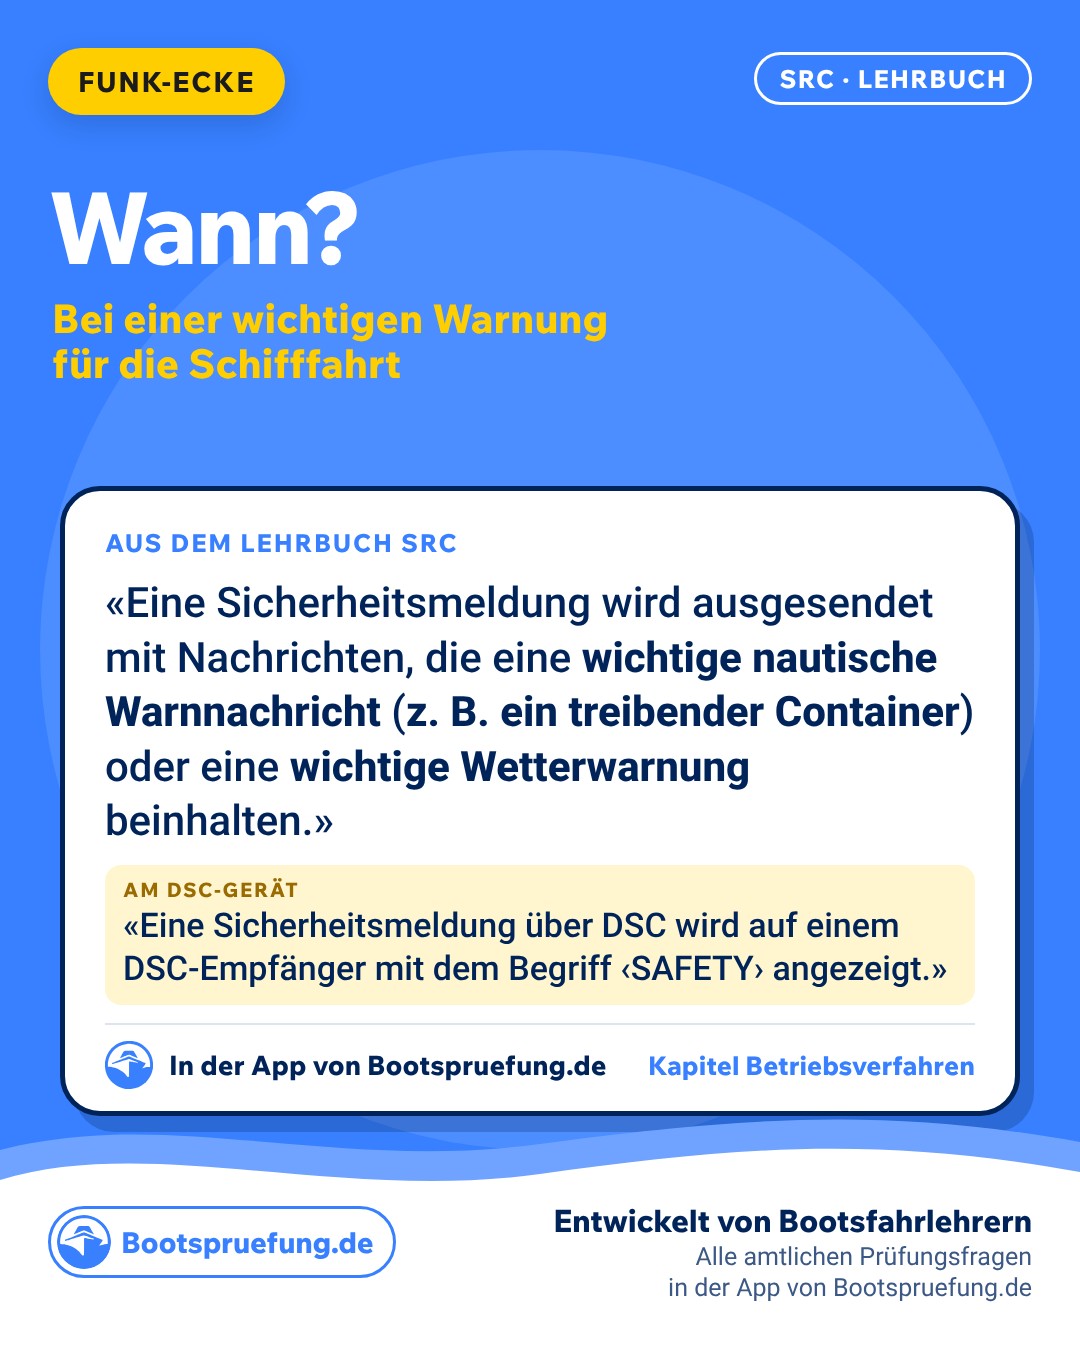 FUNK-ECKE
SRC · LEHRBUCH
Wann?
Bei einer wichtigen Warnung
für die Schifffahrt
AUS DEM LEHRBUCH SRC
«Eine Sicherheitsmeldung wird ausgesendet
mit Nachrichten, die eine wichtige nautische
Warnnachricht (z. B. ein treibender Container)
oder eine wichtige Wetterwarnung
beinhalten.»
AM DSC-GERÄT
«Eine Sicherheitsmeldung über DSC wird auf einem
DSC-Empfänger mit dem Begriff ‹SAFETY› angezeigt.»
In der App von Bootspruefung.de
Kapitel Betriebsverfahren
Bootspruefung.de
Entwickelt von Bootsfahrlehrern
Alle amtlichen Prüfungsfragen
in der App von Bootspruefung.de